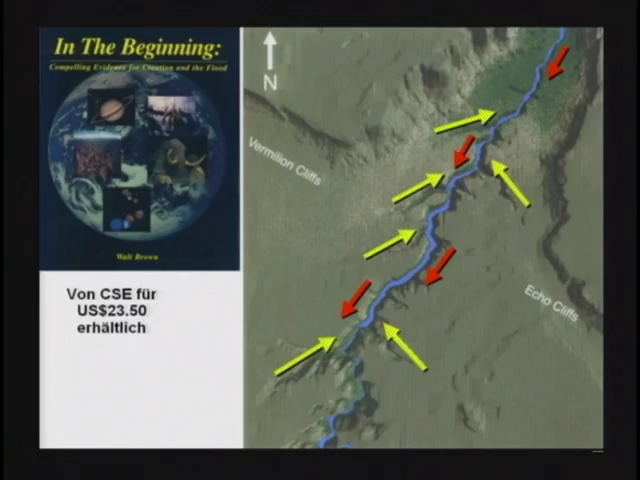 In The Beginning:
Compelling Evidence for Creation and the Flood
Walt Brown
Von CSE für
US$23.50
erhältlich
N
Vermilion Cliffs
Echo Cliffs